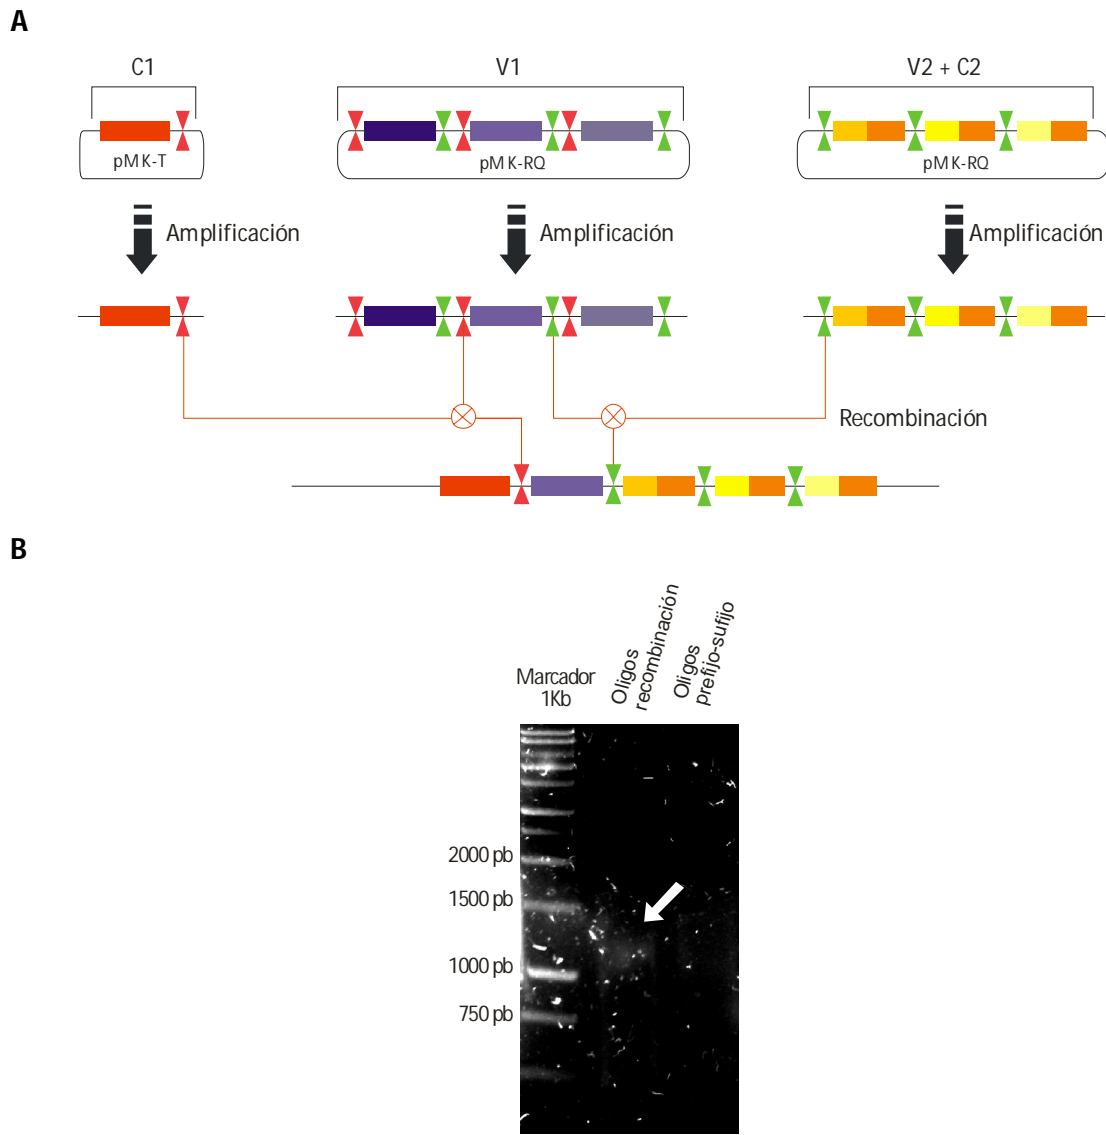 A
C1
V1
V2 + C2
pMK-T
pMK-RQ
pMK-RQ
Amplificación
Amplificación
Amplificación
Recombinación
B
Marcador
1Kb
Oligos
recombinación
Oligos
prefijo-sufijo
2000 pb
1500 pb
1000 pb
750 pb